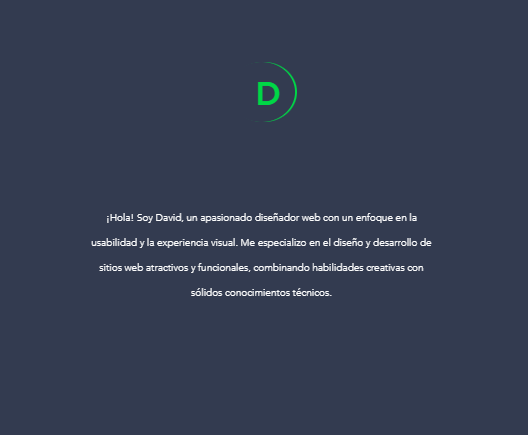 D
¡Hola! Soy David, un apasionado diseñador web con un enfoque en la
usabilidad y la experiencia visual. Me especializo en el diseño y desarrollo de
sitios web atractivos y funcionales, combinando habilidades creativas con
sólidos conocimientos técnicos.